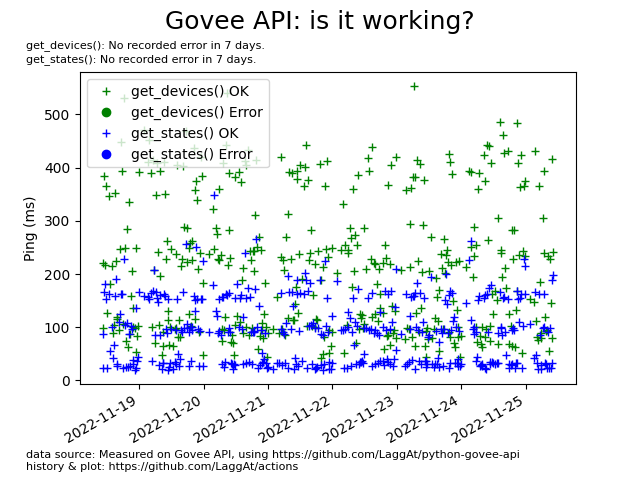 Govee API: is it working?
get_devices(): No recorded error in 7 days.
get_states(): No recorded error in 7 days.
get_devices() OK
get_devices() Error
get_states() OK
get_states() Error
Ping (ms)
500
400
300
200
100
0
2022-11-19
2022-11-20
2022-11-21
2022-11-22
2022-11-23
2022-11-24
2022-11-25
data source: Measured on Govee API, using https://github.com/LaggAt/python-govee-api
history & plot: https://github.com/LaggAt/actions